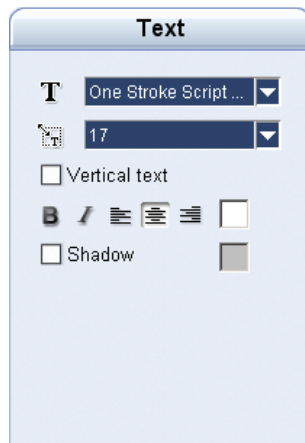 Text
T One Stroke Script ...
T 17
Vertical text
B I
Shadow